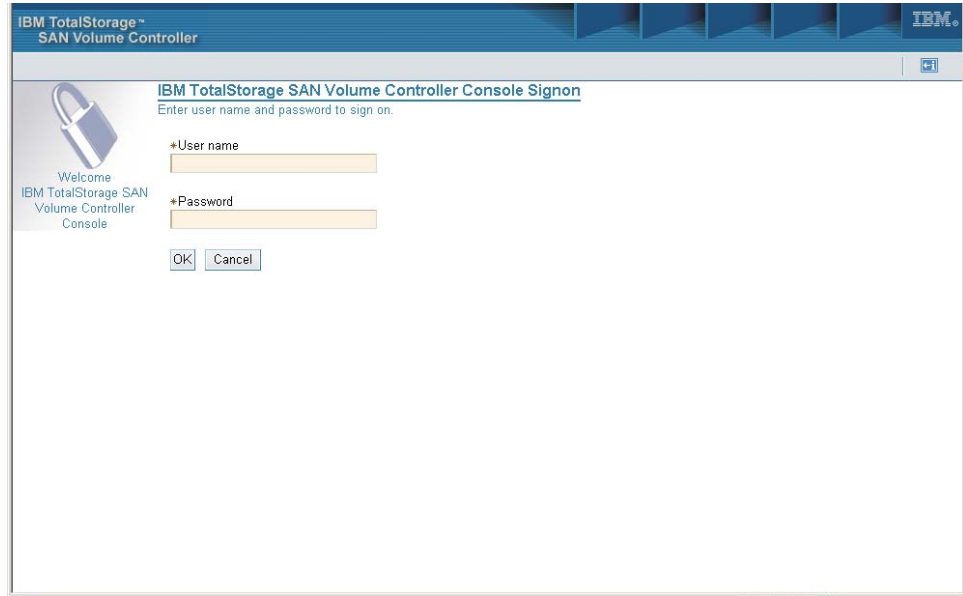 IBM TotalStorage™
SAN Volume Controller
IBM®
IBM TotalStorage SAN Volume Controller Console Signon
Enter user name and password to sign on.
Welcome
IBM TotalStorage SAN
Volume Controller
Console
*User name
*Password
OK Cancel